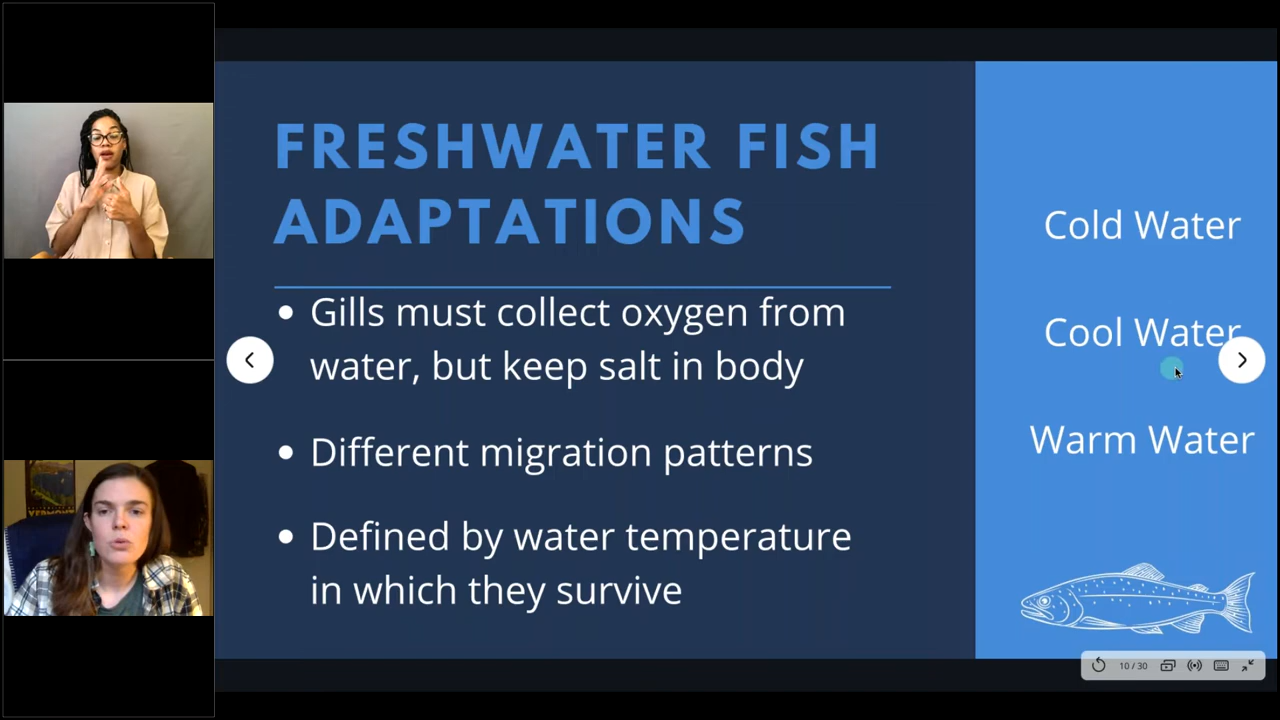 FRESHWATER FISH
ADAPTATIONS
• Gills must collect oxygen from
water, but keep salt in body
• Different migration patterns
• Defined by water temperature
in which they survive
Cold Water
Cool Water
Warm Water
10 / 30
VERMONT